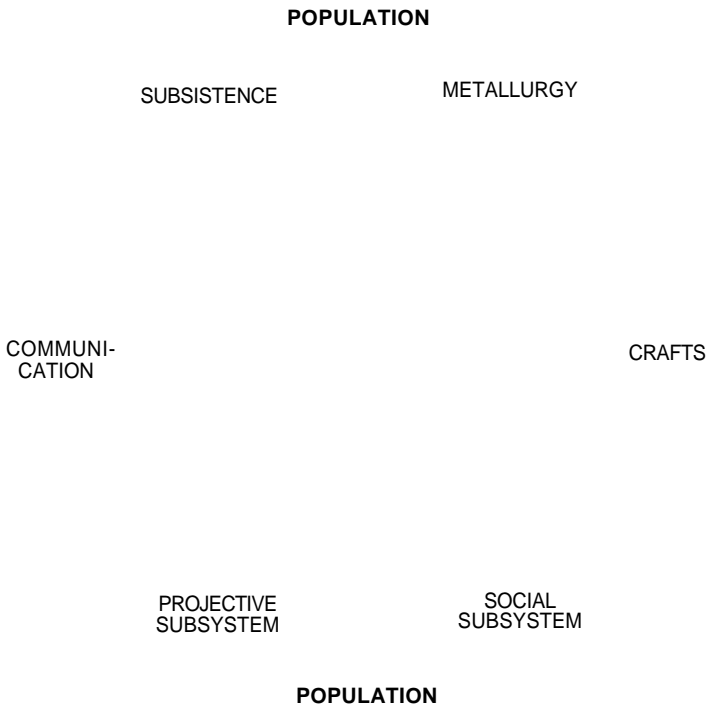 POPULATION
SUBSISTENCE
METALLURGY
COMMUNI-
CATION
CRAFTS
PROJECTIVE
SUBSYSTEM
SOCIAL
SUBSYSTEM
POPULATION